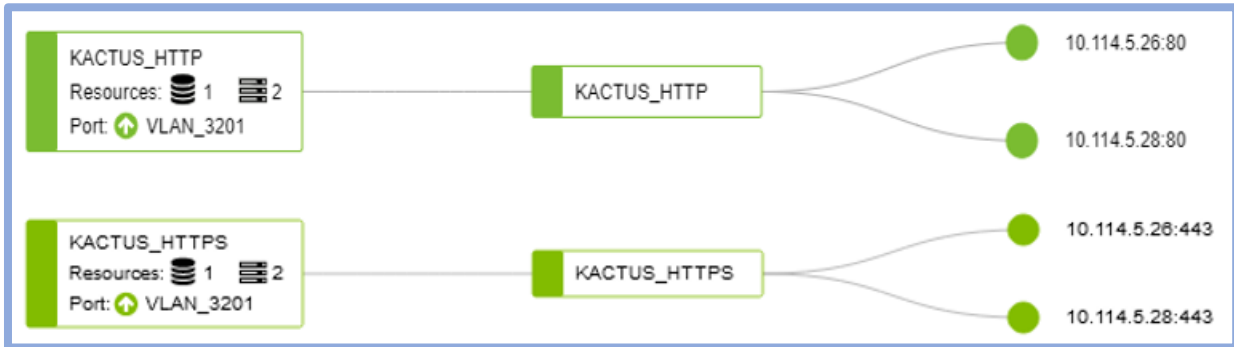 KACTUS_HTTP
Resources: 1 2
Port: VLAN_3201
KACTUS_HTTP
10.114.5.26:80
10.114.5.28:80
KACTUS_HTTPS
Resources: 1 2
Port: VLAN_3201
KACTUS_HTTPS
10.114.5.26:443
10.114.5.28:443